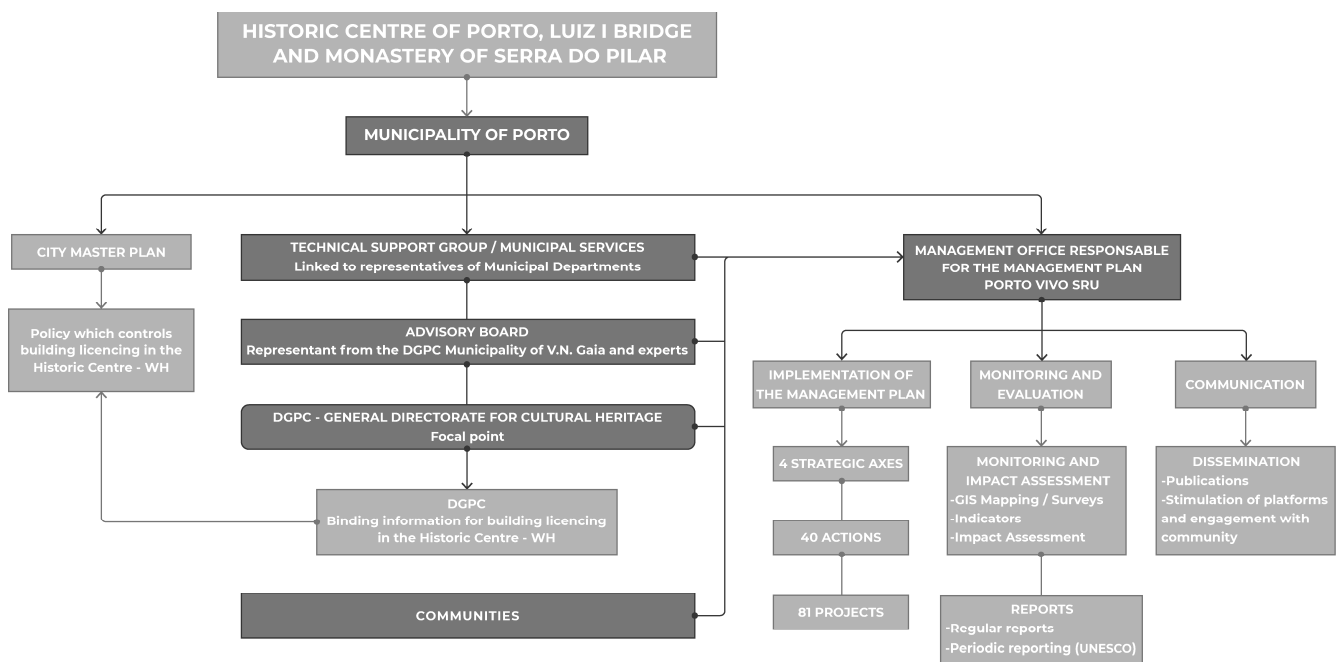 HISTORIC CENTRE OF PORTO, LUIZ I BRIDGE
AND MONASTERY OF SERRA DO PILAR
MUNICIPALITY OF PORTO
CITY MASTER PLAN
Policy which controls
building licencing in the
Historic Centre - WH
TECHNICAL SUPPORT GROUP / MUNICIPAL SERVICES
Linked to representatives of Municipal Departments
ADVISORY BOARD
Representant from the DGPC Municipality of V.N. Gaia and experts
DGPC - GENERAL DIRECTORATE FOR CULTURAL HERITAGE
Focal point
DGPC
Binding information for building licencing
in the Historic Centre - WH
COMMUNITIES
MANAGEMENT OFFICE RESPONSABLE
FOR THE MANAGEMENT PLAN
PORTO VIVO SRU
IMPLEMENTATION OF
THE MANAGEMENT PLAN
4 STRATEGIC AXES
40 ACTIONS
81 PROJECTS
MONITORING AND
EVALUATION
MONITORING AND
IMPACT ASSESSMENT
-GIS Mapping / Surveys
-Indicators
-Impact Assessment
REPORTS
-Regular reports
-Periodic reporting (UNESCO)
COMMUNICATION
DISSEMINATION
-Publications
-Stimulation of platforms
and engagement with
community